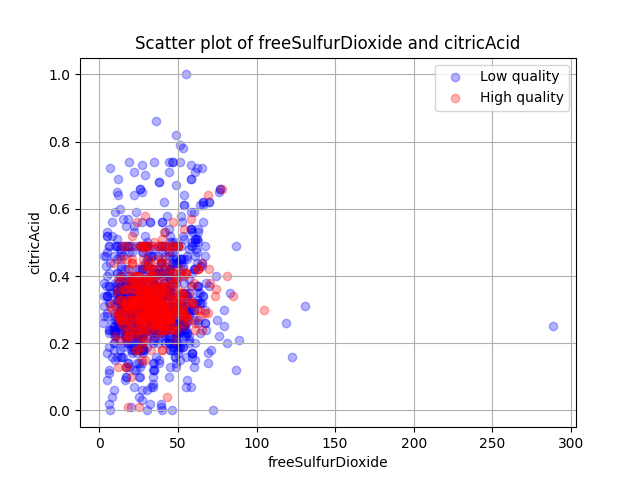 Scatter plot of freeSulfurDioxide and citricAcid
Low quality
High quality
1.0
0.8
0.6
0.4
0.2
0.0
citricAcid
0 50 100 150 200 250 300
freeSulfurDioxide